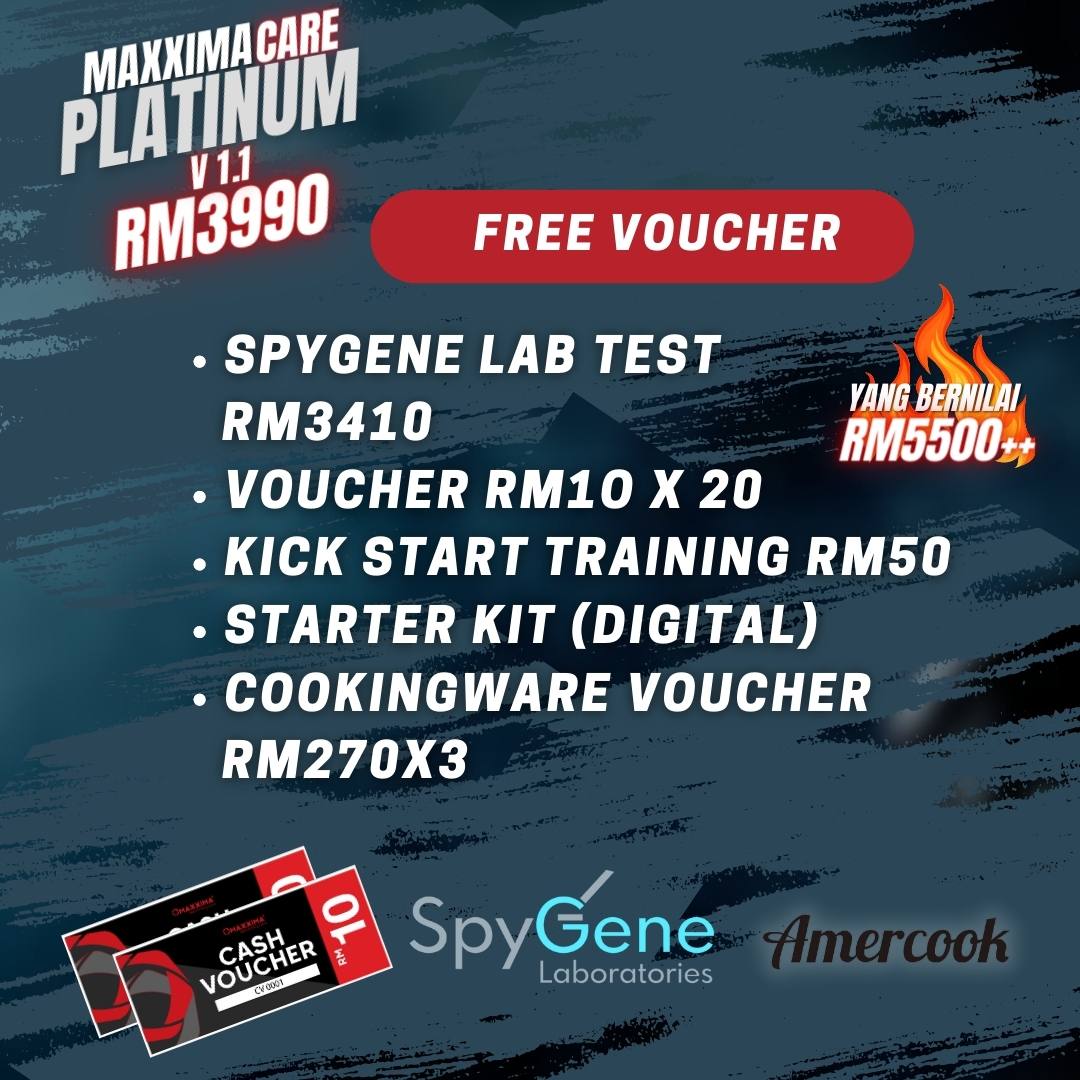 MAXXIMA CARE
PLATINUM
V 1.1
RM3990
FREE VOUCHER
• SPYGENE LAB TEST
RM3410
• VOUCHER RM10 X 20
• KICK START TRAINING RM50
• STARTER KIT (DIGITAL)
• COOKINGWARE VOUCHER
RM270X3
YANG BERNILAI
RM5500++
MAXXIMA
MAXXIMA
CASH
VOUCHER
CV 0001
RM 10
SpyGene
Laboratories
Amercook